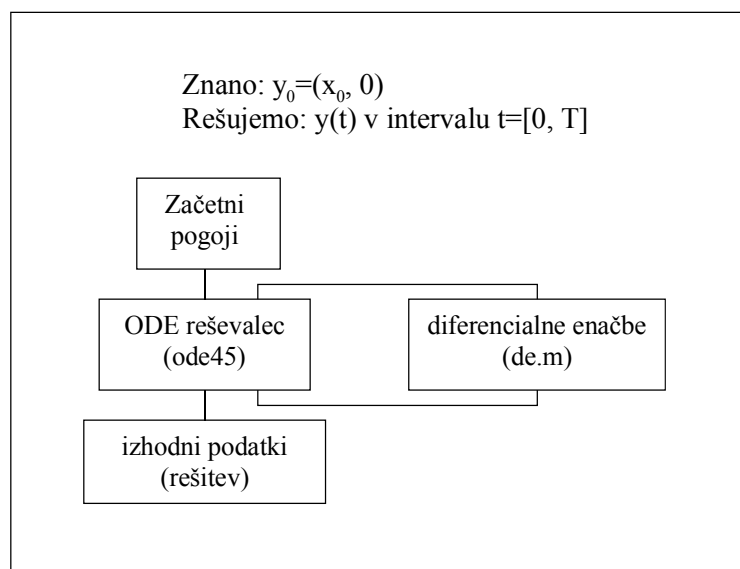 Znano: y₀=(x₀, 0)
Rešujemo: y(t) v intervalu t=[0, T]
Začetni
pogoji
ODE reševalec
(ode45)
diferencialne enačbe
(de.m)
izhodni podatki
(rešitev)